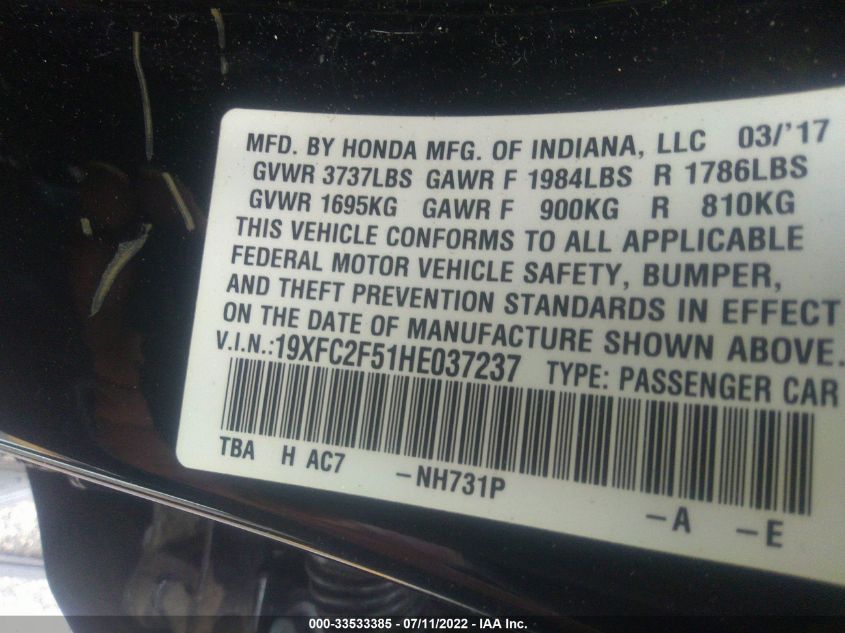 MFD. BY HONDA MFG. OF INDIANA, LLC 03/'17
GVWR 3737LBS GAWR F 1984LBS R 1786LBS
GVWR 1695KG GAWR F 900KG R 810KG
THIS VEHICLE CONFORMS TO ALL APPLICABLE
FEDERAL MOTOR VEHICLE SAFETY, BUMPER,
AND THEFT PREVENTION STANDARDS IN EFFECT
ON THE DATE OF MANUFACTURE SHOWN ABOVE.
V.I.N.:19XFC2F51HE037237 TYPE: PASSENGER CAR
TBA H AC7 -NH731P -A -E
#### - 33533385 - 07/11/2022 - IAA Inc.